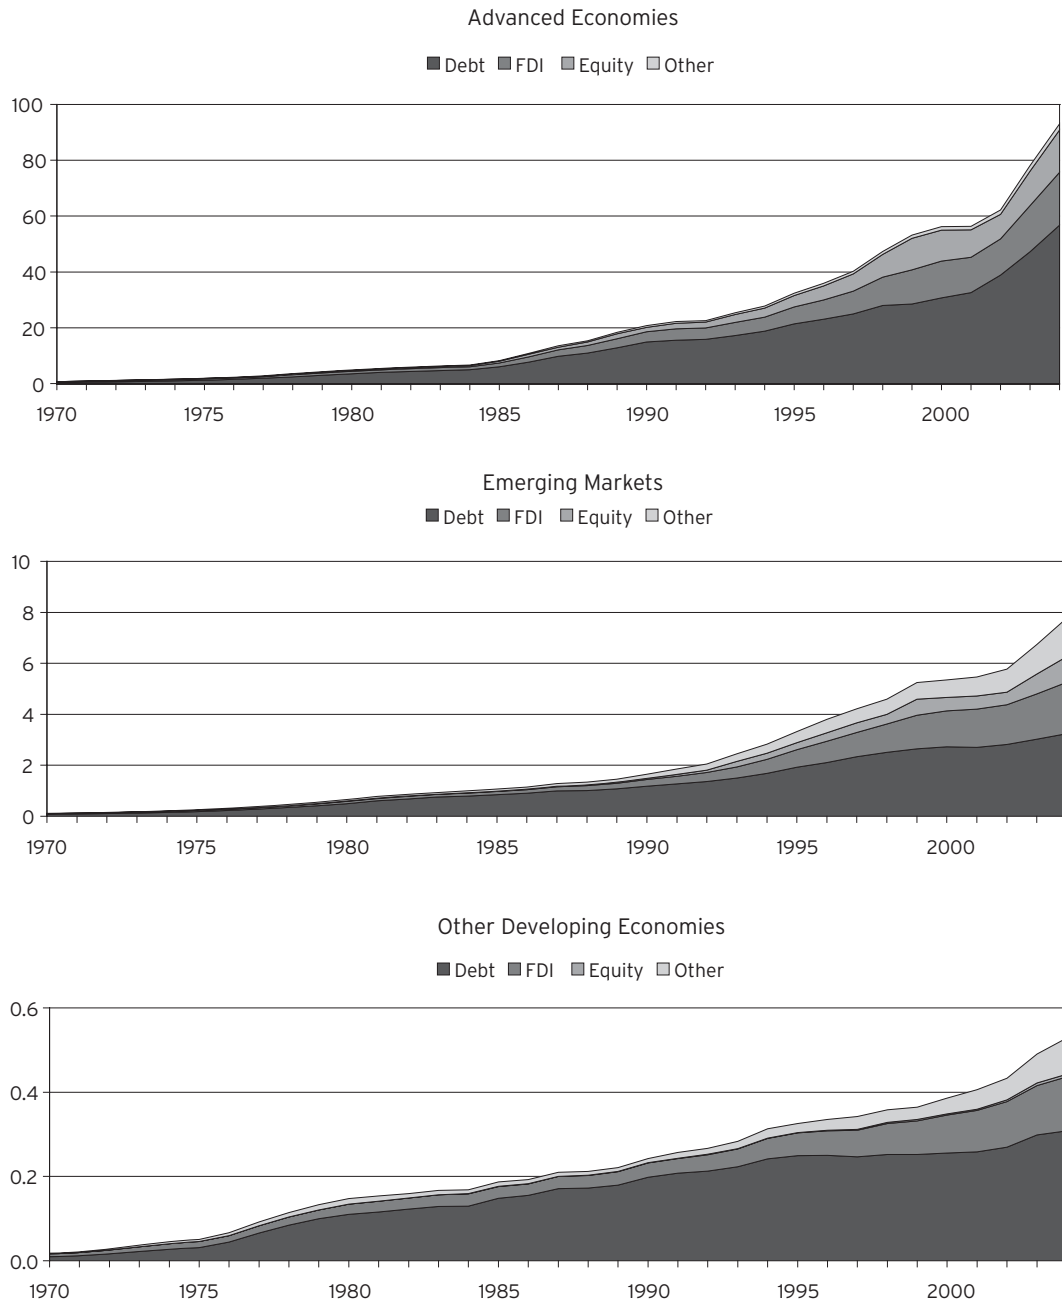 Advanced Economies
Debt FDI Equity Other
100
80
60
40
20
0
1970 1975 1980 1985 1990 1995 2000
Emerging Markets
Debt FDI Equity Other
10
8
6
4
2
0
1970 1975 1980 1985 1990 1995 2000
Other Developing Economies
Debt FDI Equity Other
0.6
0.4
0.2
0.0
1970 1975 1980 1985 1990 1995 2000